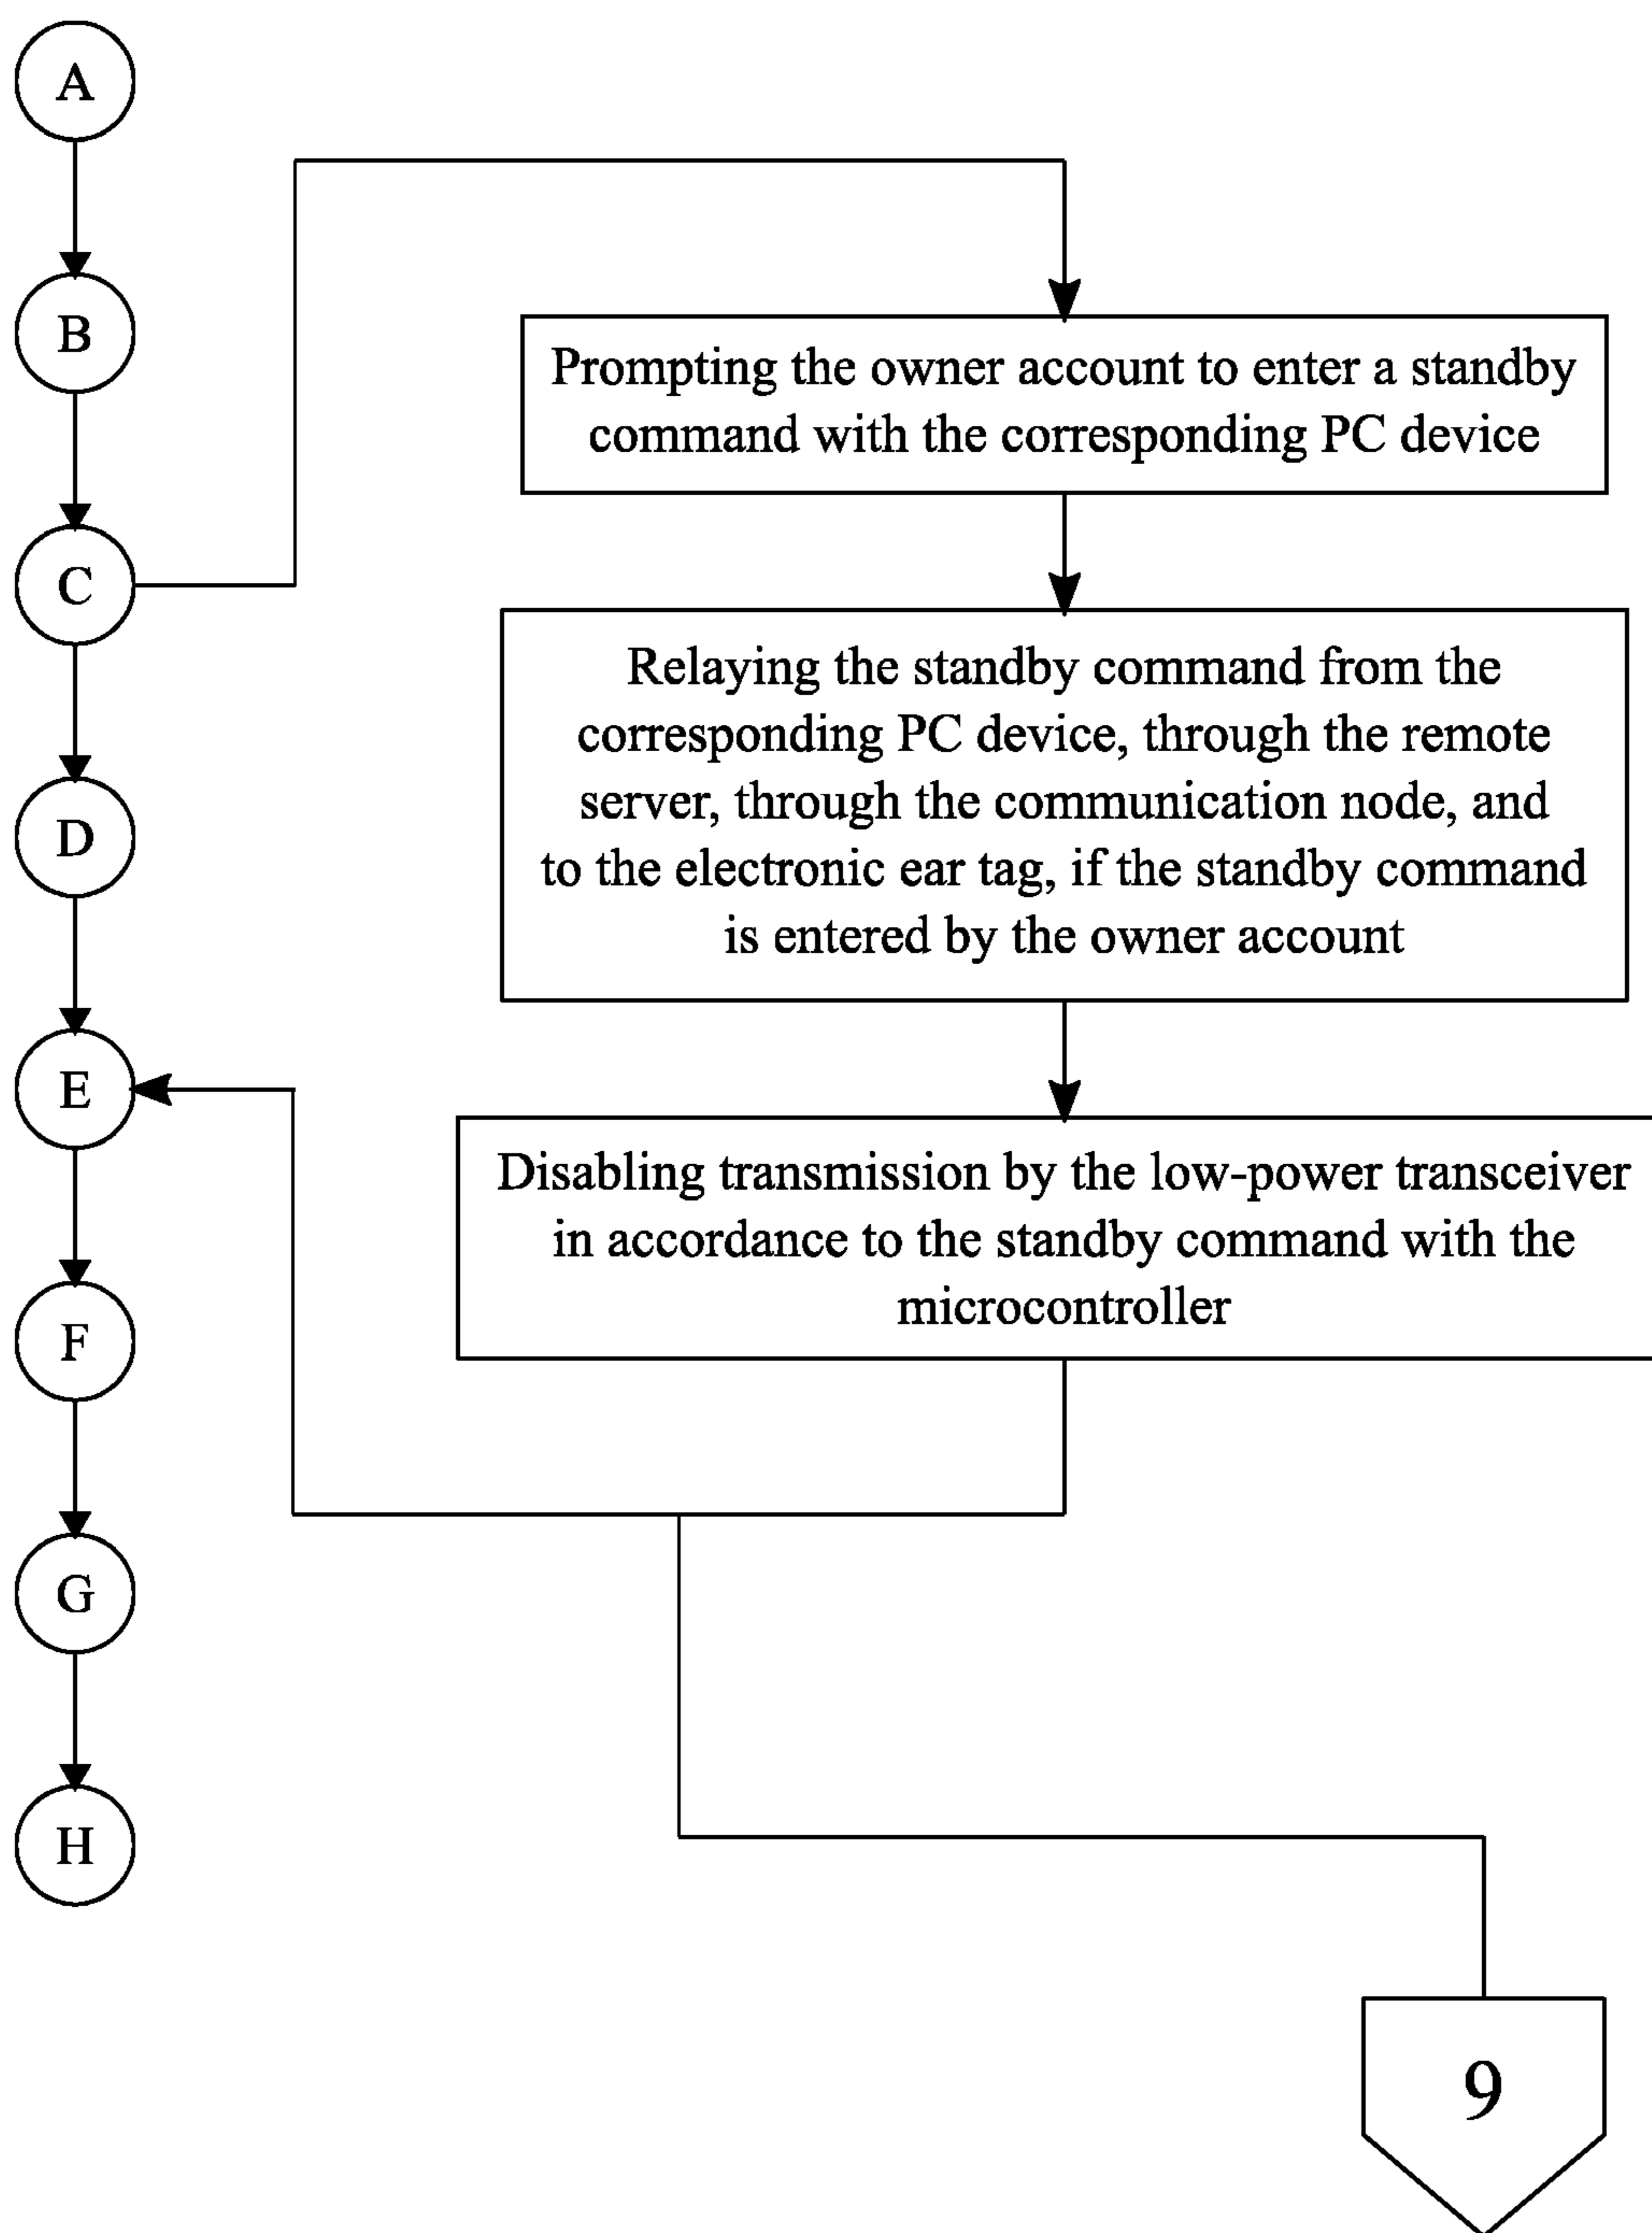 A
B
C
D
E
F
G
H
Prompting the owner account to enter a standby
command with the corresponding PC device
Relaying the standby command from the
corresponding PC device, through the remote
server, through the communication node, and
to the electronic ear tag, if the standby command
is entered by the owner account
Disabling transmission by the low-power transceiver
in accordance to the standby command with the
microcontroller
9